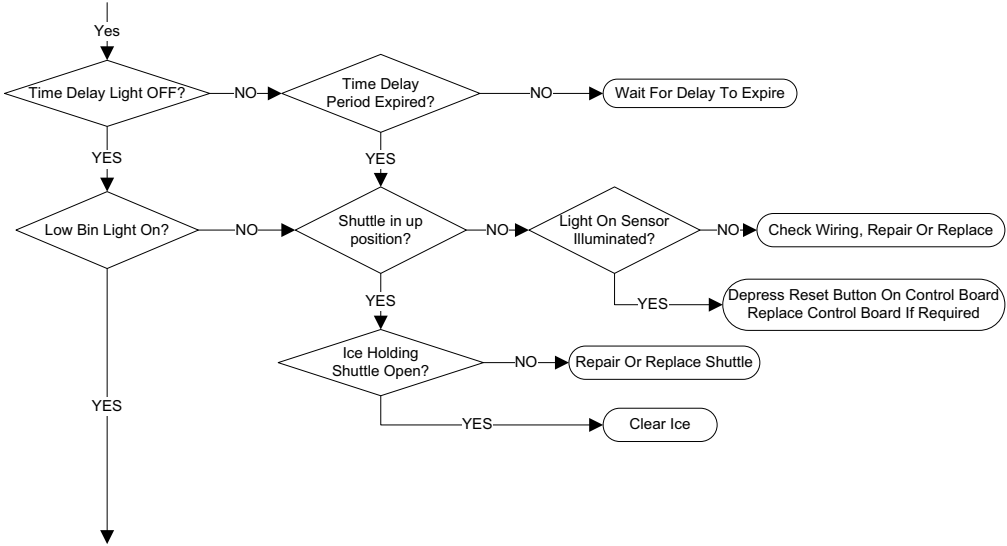 Yes
Time Delay Light OFF?
NO
Time Delay
Period Expired?
NO
Wait For Delay To Expire
YES
YES
Low Bin Light On?
NO
Shuttle in up
position?
NO
Light On Sensor
Illuminated?
NO
Check Wiring, Repair Or Replace
YES
YES
Depress Reset Button On Control Board
Replace Control Board If Required
Ice Holding
Shuttle Open?
NO
Repair Or Replace Shuttle
YES
YES
Clear Ice